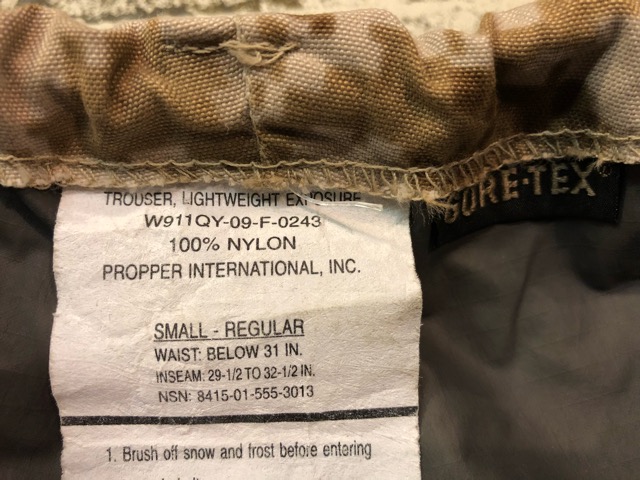 TROUSER, LIGHTWEIGHT EXPOSURE
W911QY-09-F-0243
100% NYLON
PROPPER INTERNATIONAL, INC.
GORE-TEX
SMALL - REGULAR
WAIST: BELOW 31 IN.
INSEAM: 29-1/2 TO 32-1/2 IN.
NSN: 8415-01-555-3013
1. Brush off snow and frost before entering